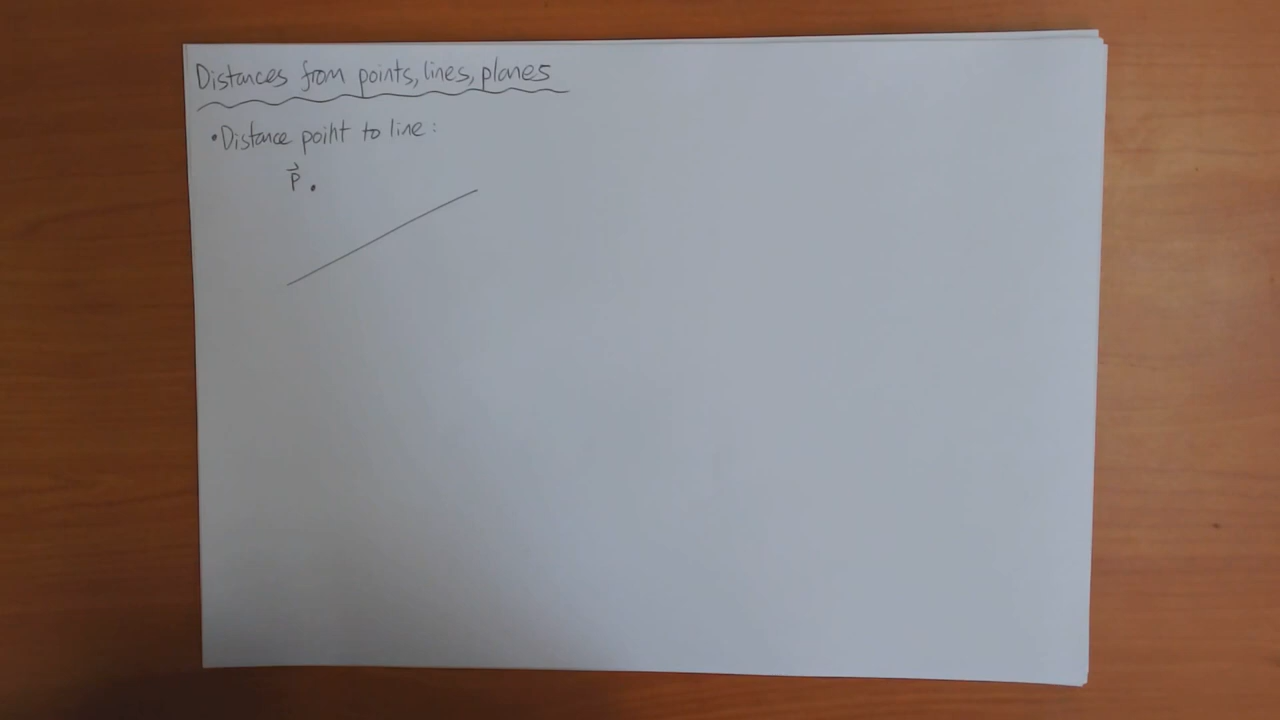 Distances from points, lines, planes
• Distance point to line:
p⃗